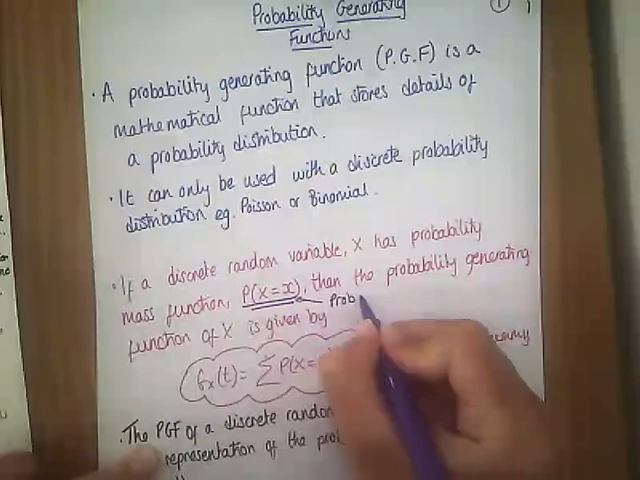 Probability Generating
Functions
①
· A probability generating function (P.G.F) is a
mathematical function that stores details of
a probability distribution.
· It can only be used with a discrete probability
distribution eg. Poisson or Binomial.
· If a discrete random variable, X has probability
mass function, P(X=x), then the probability generating
Prob
function of X is given by
Gx(t) = ∑ P(X=
· The PGF of a discrete random
representation of the